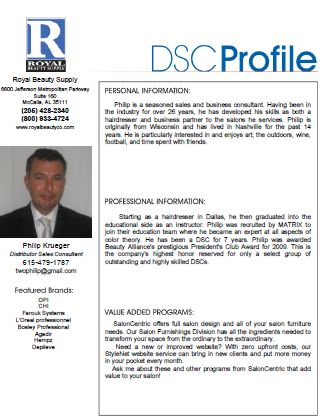 R
ROYAL
BEAUTY SUPPLY
DSC Profile
Royal Beauty Supply
6600 Jefferson Metropolitan Parkway
Suite 160
McCalla, AL 35111
(205) 428-2340
(800) 933-4724
www.royalbeautyco.com
Philip Krueger
Distributor Sales Consultant
615-479-1787
twophilip@gmail.com
Featured Brands:
OPI
CHI
Farouk Systems
L'Oreal professionnel
Bosley Professional
Agadir
Hempz
Depileve
PERSONAL INFORMATION:
Philip is a seasoned sales and business consultant. Having been in
the industry for over 26 years, he has developed his skills as both a
hairdresser and business partner to the salons he services. Philip is
originally from Wisconsin and has lived in Nashville for the past 14
years. He is particularly interested in and enjoys art, the outdoors, wine,
football, and time spent with friends.
PROFESSIONAL INFORMATION:
Starting as a hairdresser in Dallas, he then graduated into the
educational side as an instructor. Philip was recruited by MATRIX to
join their education team where he became an expert at all aspects of
color theory. He has been a DSC for 7 years. Philip was awarded
Beauty Alliance's prestigious President's Club Award for 2009. This is
the company's highest honor reserved for only a select group of
outstanding and highly skilled DSCs.
VALUE ADDED PROGRAMS:
SalonCentric offers full salon design and all of your salon furniture
needs. Our Salon Furnishings Division has all the ingredients needed to
transform your space from the ordinary to the extraordinary.
Need a new or improved website? With zero upfront costs, our
StyleNet website service can bring in new clients and put more money
in your pocket every month.
Ask me about these and other programs from SalonCentric that add
value to your salon!